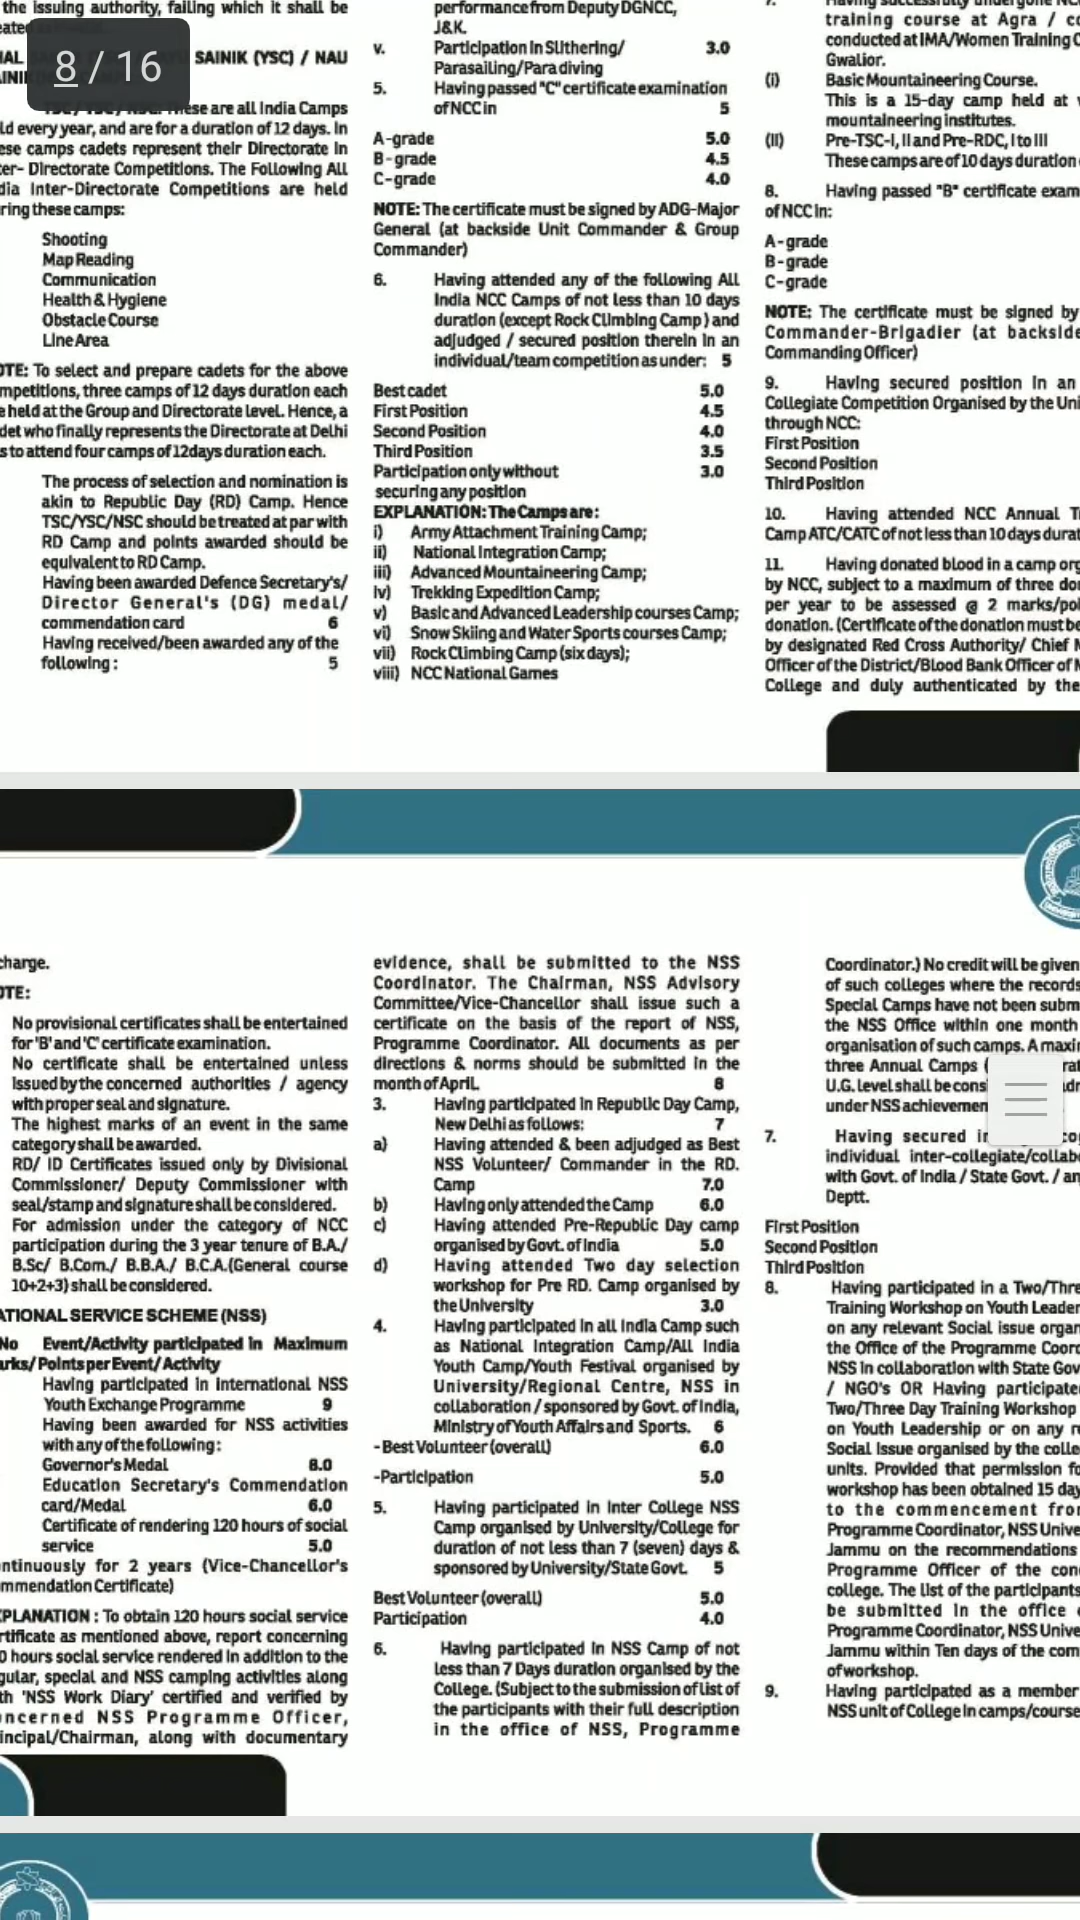 8 / 16
the issuing authority, failing which it shall be
SAINIK (YSC) / NAU
TSC / YSC / NSC: These are all India Camps
every year, and are for a duration of 12 days. In
camps cadets represent their Directorate in
Directorate Competitions. The Following All
Inter-Directorate Competitions are held
these camps:
Shooting
Map Reading
Communication
Health & Hygiene
Obstacle Course
Line Area
To select and prepare cadets for the above
three camps of 12 days duration each
held at the Group and Directorate level. Hence, a
who finally represents the Directorate at Delhi
to attend four camps of 12days duration each.
The process of selection and nomination is
akin to Republic Day (RD) Camp. Hence
TSC/YSC/NSC should be treated at par with
RD Camp and points awarded should be
equivalent to RD Camp.
Having been awarded Defence Secretary's/
Director General's (DG) medal/
commendation card 6
Having received/been awarded any of the
following : 5
performance from Deputy DGNCC,
J&K.
v. Participation in Slithering/ 3.0
Parasailing/Para diving
5. Having passed "C" certificate examination
of NCC in 5
A-grade 5.0
B-grade 4.5
C-grade 4.0
NOTE: The certificate must be signed by ADG-Major
General (at backside Unit Commander & Group
Commander)
6. Having attended any of the following All
India NCC Camps of not less than 10 days
duration (except Rock Climbing Camp) and
adjudged / secured position therein in an
individual/team competition as under: 5
Best cadet 5.0
First Position 4.5
Second Position 4.0
Third Position 3.5
Participation only without 3.0
securing any position
EXPLANATION: The Camps are :
i) Army Attachment Training Camp;
ii) National Integration Camp;
iii) Advanced Mountaineering Camp;
iv) Trekking Expedition Camp;
v) Basic and Advanced Leadership courses Camp;
vi) Snow Skiing and Water Sports courses Camp;
vii) Rock Climbing Camp (six days);
viii) NCC National Games
7. Having successfully undergone
training course at Agra /
conducted at IMA/Women Training
Gwalior.
(i) Basic Mountaineering Course.
This is a 15-day camp held at
mountaineering institutes.
(II) Pre-TSC-I, II and Pre-RDC, I to III
These camps are of 10 days duration
8. Having passed "B" certificate
of NCC in:
A-grade
B-grade
C-grade
NOTE: The certificate must be signed by
Commander-Brigadier (at backside
Commanding Officer)
9. Having secured position in an
Collegiate Competition Organised by the
through NCC:
First Position
Second Position
Third Position
10. Having attended NCC Annual
Camp ATC/CATC of not less than 10 days
11. Having donated blood in a camp
by NCC, subject to a maximum of three
per year to be assessed @ 2
donation. (Certificate of the donation must be
by designated Red Cross Authority/ Chief
Officer of the District/Blood Bank Officer of
College and duly authenticated by the
charge.
No provisional certificates shall be entertained
for 'B' and 'C' certificate examination.
No certificate shall be entertained unless
issued by the concerned authorities / agency
with proper seal and signature.
The highest marks of an event in the same
category shall be awarded.
RD/ ID Certificates issued only by Divisional
Commissioner/ Deputy Commissioner with
seal/stamp and signature shall be considered.
For admission under the category of NCC
participation during the 3 year tenure of B.A./
B.Sc/ B.Com./ B.B.A./ B.C.A.(General course
10+2+3) shall be considered.
ATIONAL SERVICE SCHEME (NSS)
No Event/Activity participated in Maximum
rks/ Points per Event/ Activity
Having participated in International NSS
Youth Exchange Programme 9
Having been awarded for NSS activities
with any of the following :
Governor's Medal 8.0
Education Secretary's Commendation
card/Medal 6.0
Certificate of rendering 120 hours of social
service 5.0
ntinuously for 2 years (Vice-Chancellor's
mmendation Certificate)
PLANATION : To obtain 120 hours social service
rtificate as mentioned above, report concerning
0 hours social service rendered in addition to the
gular, special and NSS camping activities along
th 'NSS Work Diary' certified and verified by
ncerned NSS Programme Officer,
incipal/Chairman, along with documentary
evidence, shall be submitted to the NSS
Coordinator. The Chairman, NSS Advisory
Committee/Vice-Chancellor shall issue such a
certificate on the basis of the report of NSS,
Programme Coordinator. All documents as per
directions & norms should be submitted in the
month of April. 8
3. Having participated in Republic Day Camp,
New Delhi as follows: 7
a) Having attended & been adjudged as Best
NSS Volunteer/ Commander in the RD.
Camp 7.0
b) Having only attended the Camp 6.0
c) Having attended Pre-Republic Day camp
organised by Govt. of India 5.0
d) Having attended Two day selection
workshop for Pre RD. Camp organised by
the University 3.0
4. Having participated in all India Camp such
as National Integration Camp/All India
Youth Camp/Youth Festival organised by
University/Regional Centre, NSS in
collaboration / sponsored by Govt. of India,
Ministry of Youth Affairs and Sports. 6
- Best Volunteer (overall) 6.0
-Participation 5.0
5. Having participated in Inter College NSS
Camp organised by University/College for
duration of not less than 7 (seven) days &
sponsored by University/State Govt. 5
Best Volunteer (overall) 5.0
Participation 4.0
6. Having participated in NSS Camp of not
less than 7 Days duration organised by the
College. (Subject to the submission of list of
the participants with their full description
in the office of NSS, Programme
Coordinator.) No credit will be given
of such colleges where the records
Special Camps have not been
the NSS Office within one month
organisation of such camps. A
three Annual Camps
U.G. level shall be
under NSS
7. Having secured
individual inter-collegiate/
with Govt. of India / State Govt. /
Deptt.
First Position
Second Position
Third Position
8. Having participated in a Two/Three
Training Workshop on Youth
on any relevant Social issue
the Office of the Programme
NSS in collaboration with State
/ NGO's OR Having
Two/Three Day Training Workshop
on Youth Leadership or on any
Social Issue organised by the
units. Provided that permission
workshop has been obtained 15
to the commencement
Programme Coordinator, NSS
Jammu on the recommendations
Programme Officer of the
college. The list of the participants
be submitted in the office
Programme Coordinator, NSS
Jammu within Ten days of the
of workshop.
9. Having participated as a member
NSS unit of College in